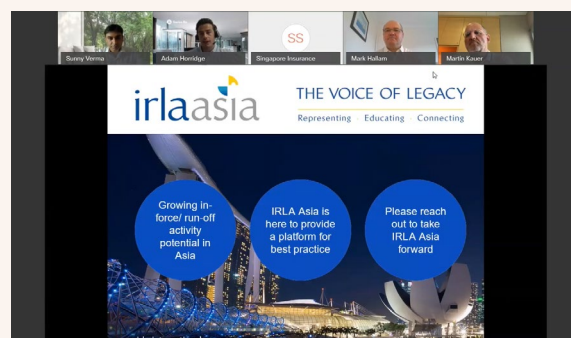 SS
Sunny Verma
Adam Horridge
Singapore Insurance
Mark Hallam
Martin Kauer
irlaasia
THE VOICE OF LEGACY
Representing Educating Connecting
Growing in-
force/ run-off
activity
potential in
Asia
IRLA Asia is
here to provide
a platform for
best practice
Please reach
out to take
IRLA Asia
forward